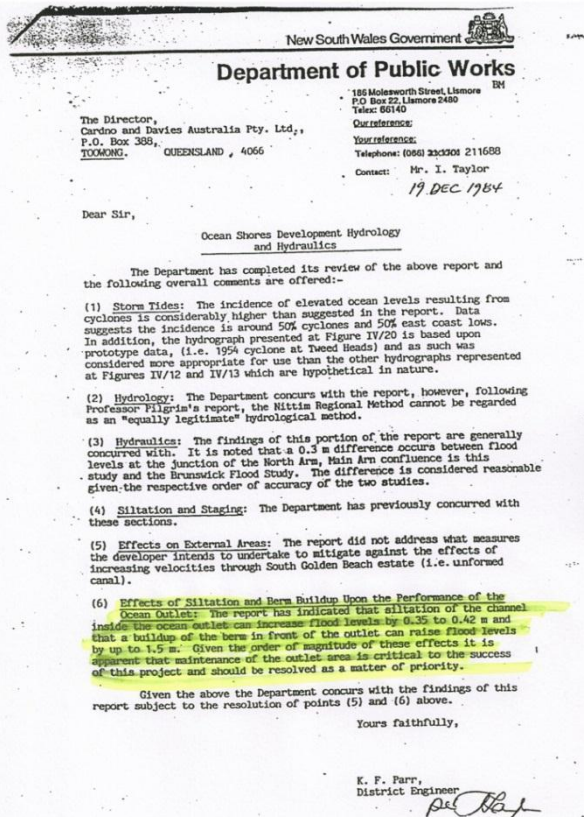 New South Wales Government
Department of Public Works
BM
186 Molesworth Street, Lismore
P.O Box 22, Lismore 2480
Telex: 66140
Our reference:
Your reference:
Telephone: (066) 211688
Contact: Mr. I. Taylor
19 DEC 1984
The Director,
Cardno and Davies Australia Pty. Ltd.,
P.O. Box 388,
TOOWONG. QUEENSLAND , 4066
Dear Sir,
Ocean Shores Development Hydrology
and Hydraulics
The Department has completed its review of the above report and
the following overall comments are offered:-
(1) Storm Tides: The incidence of elevated ocean levels resulting from
cyclones is considerably higher than suggested in the report. Data
suggests the incidence is around 50% cyclones and 50% east coast lows.
In addition, the hydrograph presented at Figure IV/20 is based upon
prototype data, (i.e. 1954 cyclone at Tweed Heads) and as such was
considered more appropriate for use than the other hydrographs represented
at Figures IV/12 and IV/13 which are hypothetical in nature.
(2) Hydrology: The Department concurs with the report, however, following
Professor Pilgrim's report, the Nittim Regional Method cannot be regarded
as an "equally legitimate" hydrological method.
(3) Hydraulics: The findings of this portion of the report are generally
concurred with. It is noted that a 0.3 m difference occurs between flood
levels at the junction of the North Arm, Main Arm confluence is this
study and the Brunswick Flood Study. The difference is considered reasonable
given the respective order of accuracy of the two studies.
(4) Siltation and Staging: The Department has previously concurred with
these sections.
(5) Effects on External Areas: The report did not address what measures
the developer intends to undertake to mitigate against the effects of
increasing velocities through South Golden Beach estate (i.e. unformed
canal).
(6) Effects of Siltation and Berm Buildup Upon the Performance of the
Ocean Outlet: The report has indicated that siltation of the channel
inside the ocean outlet can increase flood levels by 0.35 to 0.42 m and
that a buildup of the berm in front of the outlet can raise flood levels
by up to 1.5 m. Given the order of magnitude of these effects it is
apparent that maintenance of the outlet area is critical to the success
of this project and should be resolved as a matter of priority.
Given the above the Department concurs with the findings of this
report subject to the resolution of points (5) and (6) above.
Yours faithfully,
K. F. Parr,
District Engineer